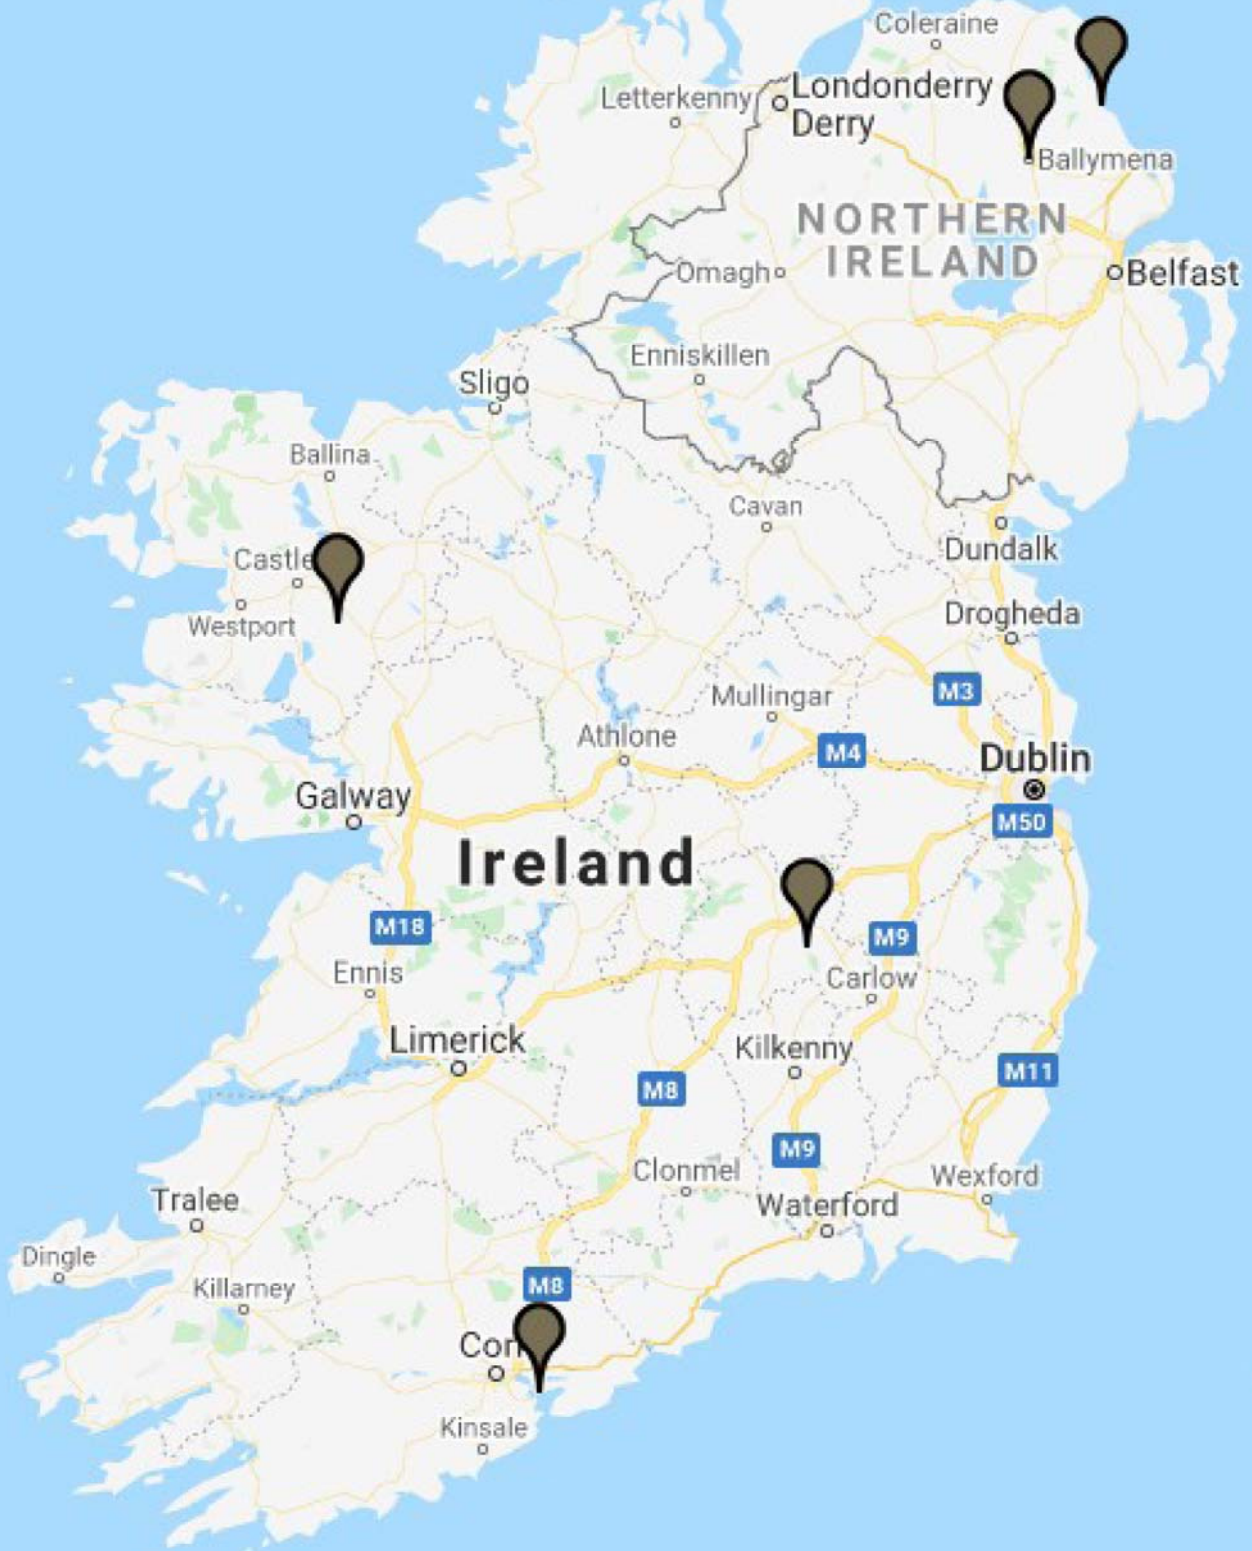 Coleraine
Letterkenny
Londonderry
Derry
Ballymena
NORTHERN
IRELAND
Omagh
Belfast
Enniskillen
Sligo
Ballina
Cavan
Castle
Dundalk
Westport
Drogheda
M3
Mullingar
Athlone
M4
Dublin
Galway
M50
Ireland
M18
M9
Ennis
Carlow
Limerick
Kilkenny
M8
M11
M9
Clonmel
Wexford
Tralee
Waterford
Dingle
Killarney
M8
Cor
Kinsale